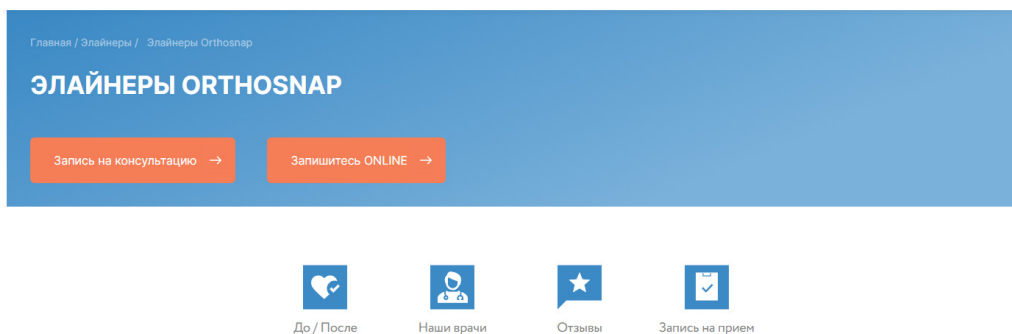 Главная / Элайнеры / Элайнеры Orthosnap
ЭЛАЙНЕРЫ ORTHOSNAP
Запись на консультацию →
Запишитесь ONLINE →
До / После
Наши врачи
Отзывы
Запись на прием